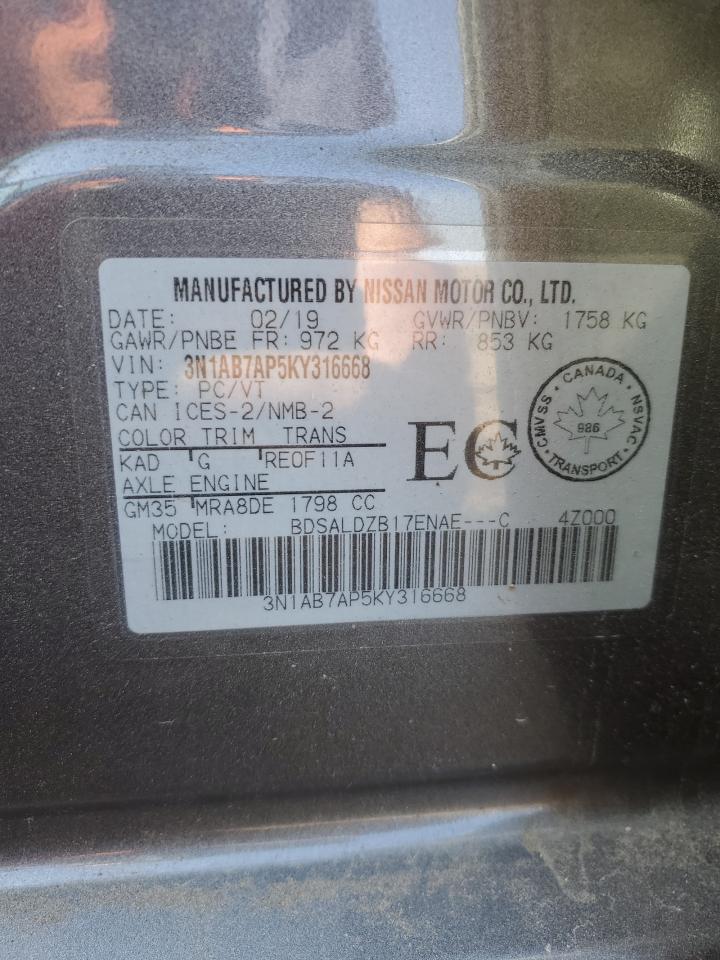 MANUFACTURED BY NISSAN MOTOR CO., LTD.
DATE: 02/19 GVWR/PNBV: 1758 KG
GAWR/PNBE FR: 972 KG RR: 853 KG
VIN: 3N1AB7AP5KY316668
TYPE: PC/VT
CAN ICES-2/NMB-2
COLOR TRIM TRANS
KAD G RE0F11A
AXLE ENGINE
GM35 MRA8DE 1798 CC
EC
CANADA
CMVSS · NSVAC
986
TRANSPORT
MODEL: BDSALDZB17ENAE---C 4Z000
3N1AB7AP5KY316668